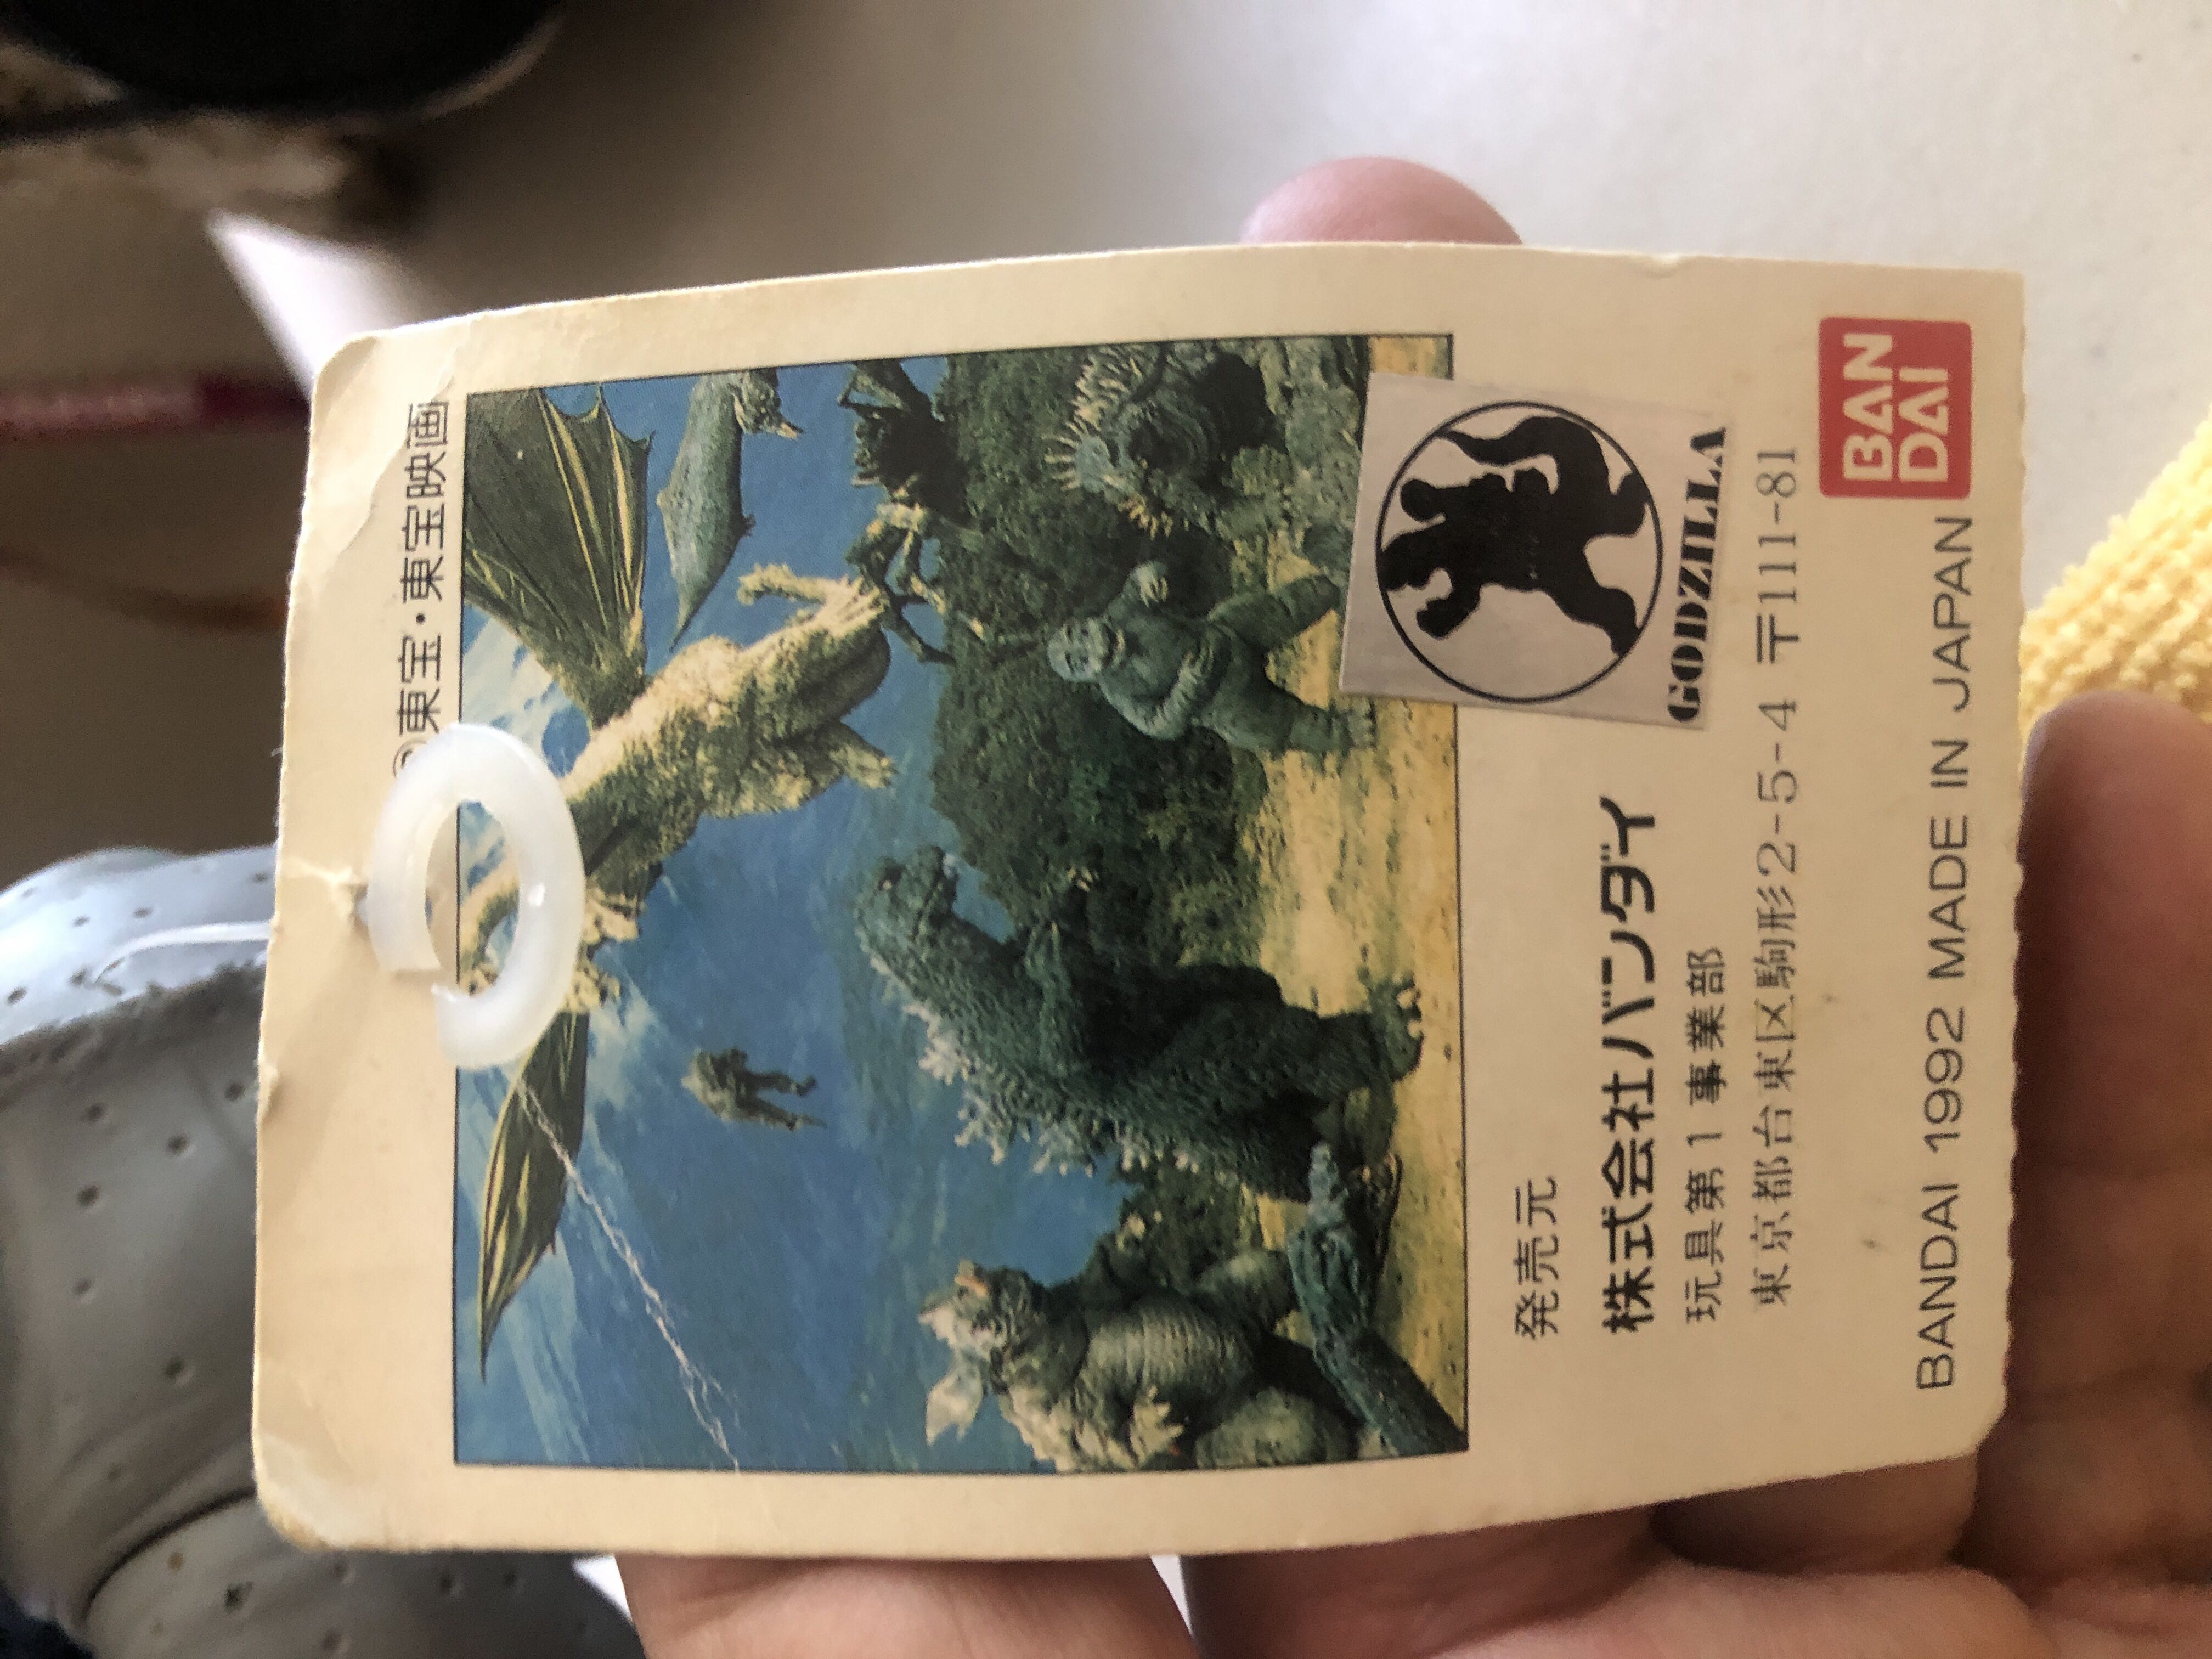 ©東宝・東宝映画
GODZILLA
発売元
株式会社バンダイ
玩具第1事業部
東京都台東区駒形2-5-4 〒111-81
BANDAI 1992 MADE IN JAPAN
BAN
DAI